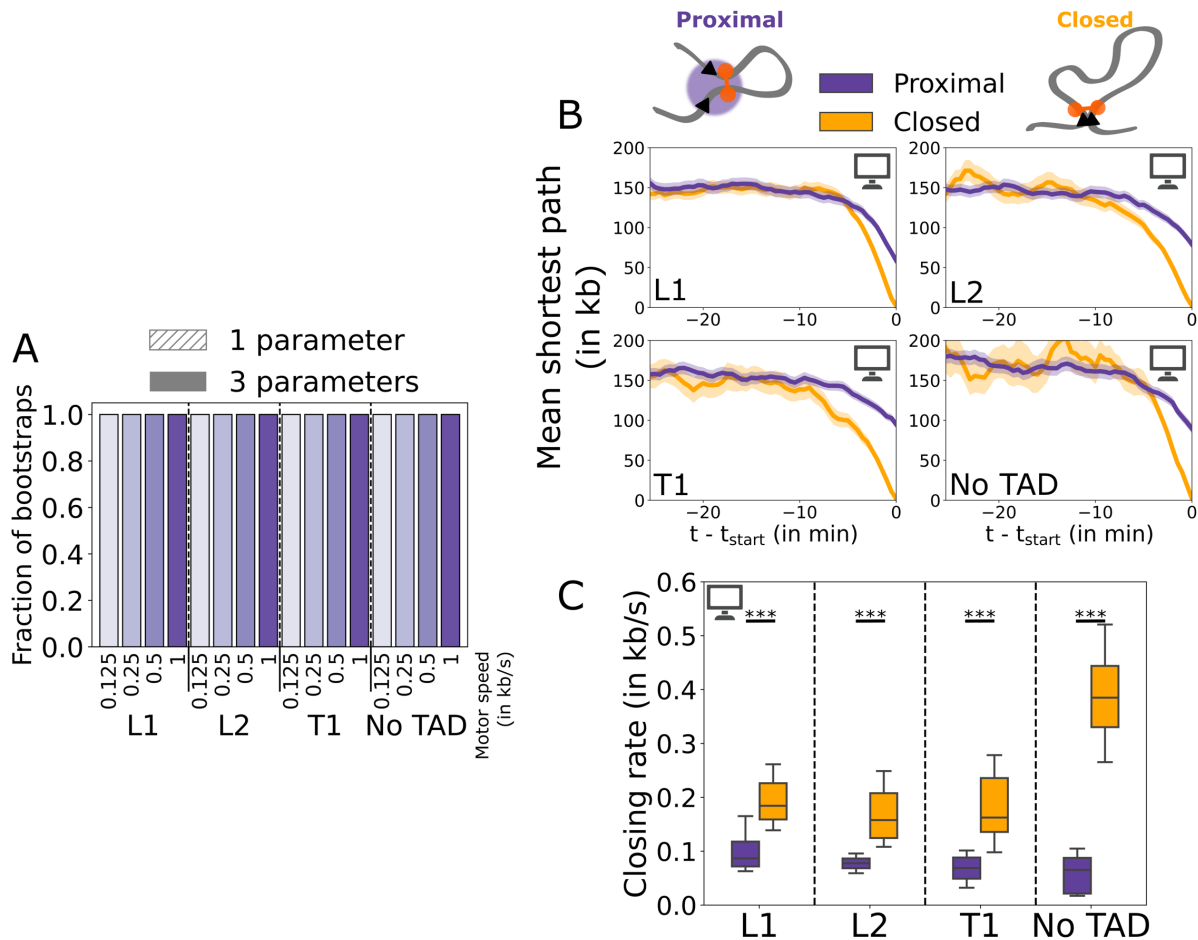 Proximal
Closed
Proximal
Closed
B
A
1 parameter
3 parameters
Fraction of bootstraps
1.0
0.8
0.6
0.4
0.2
0.0
0.125
0.25
0.5
1
0.125
0.25
0.5
1
0.125
0.25
0.5
1
0.125
0.25
0.5
1
L1
L2
T1
No TAD
Motor speed
(in kb/s)
Mean shortest path
(in kb)
200
150
100
50
0
L1
−20
−10
0
200
150
100
50
0
L2
−20
−10
0
200
150
100
50
0
T1
−20
−10
0
t - tstart (in min)
200
150
100
50
0
No TAD
−20
−10
0
t - tstart (in min)
C
Closing rate (in kb/s)
0.6
0.5
0.4
0.3
0.2
0.1
0.0
***
***
***
***
L1
L2
T1
No TAD